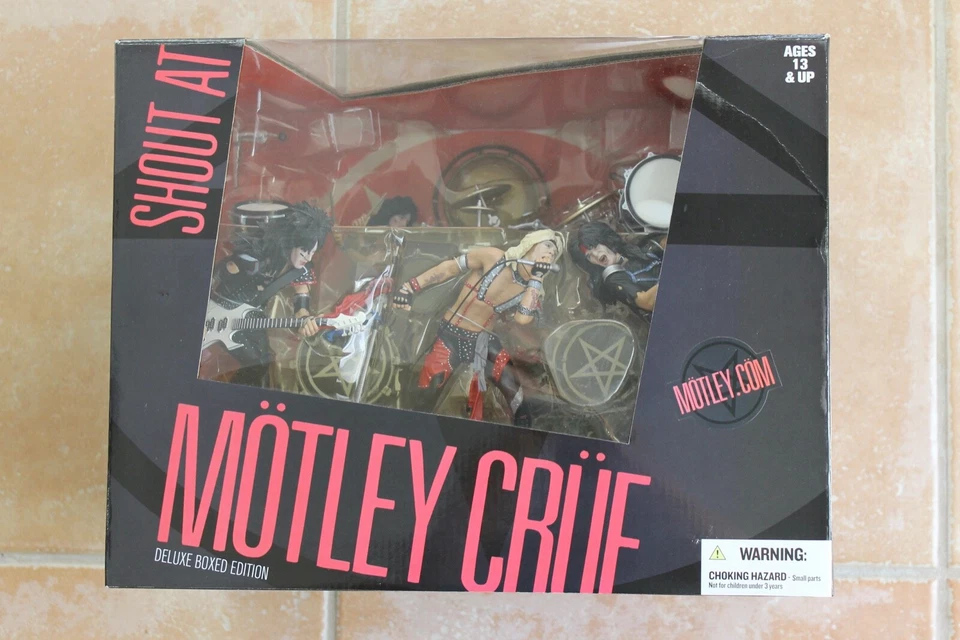 SHOUT AT
AGES
13
& UP
MÖTLEY.CÖM
MÖTLEY CRÜE
DELUXE BOXED EDITION
WARNING:
CHOKING HAZARD - Small parts
Not for children under 3 years